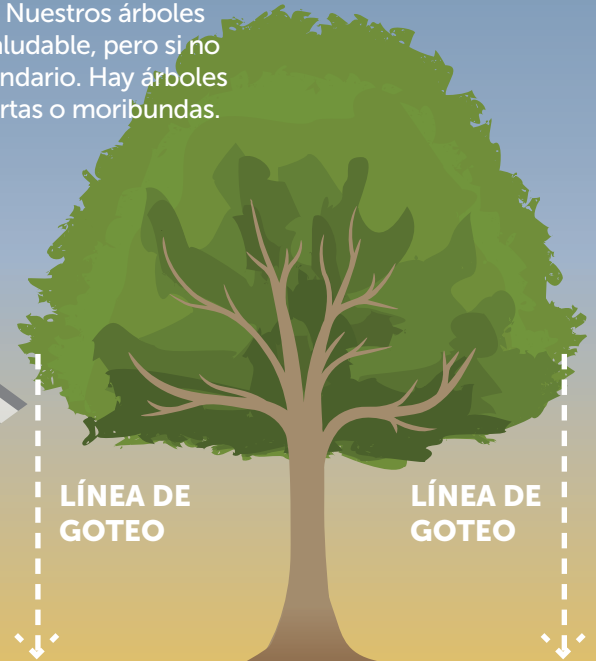 Nuestros árboles
pero si no
Hay árboles
o moribundas.
LÍNEA DE
GOTEO
LÍNEA DE
GOTEO